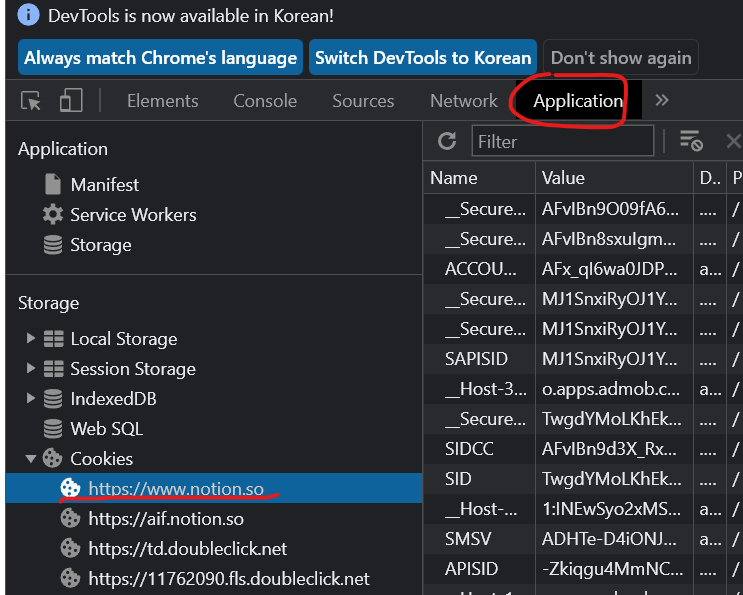 DevTools is now available in Korean!
Always match Chrome's language Switch DevTools to Korean Don't show again
Elements Console Sources Network Application »
Application
Manifest
Service Workers
Storage
Storage
Local Storage
Session Storage
IndexedDB
Web SQL
Cookies
https://www.notion.so
https://aif.notion.so
https://td.doubleclick.net
https://11762090.fls.doubleclick.net
Filter
Name Value D.. P
__Secure... AFvIBn9O09fA6... .... /
__Secure... AFvIBn8sxuIgm... .... /
ACCOU... AFx_qI6wa0JDP... a... /
__Secure... MJ1SnxiRyOJ1Y... .... /
__Secure... MJ1SnxiRyOJ1Y... .... /
SAPISID MJ1SnxiRyOJ1Y... .... /
__Host-3... o.apps.admob.c... a... /
__Secure... TwgdYMoLKhEk... .... /
SIDCC AFvIBn9d3X_Rx... .... /
SID TwgdYMoLKhEk... .... /
__Host-... 1:INEwSyo2xMS... a... /
SMSV ADHTe-D4iONJ... a... /
APISID -Zkiqgu4MmNC... .... /